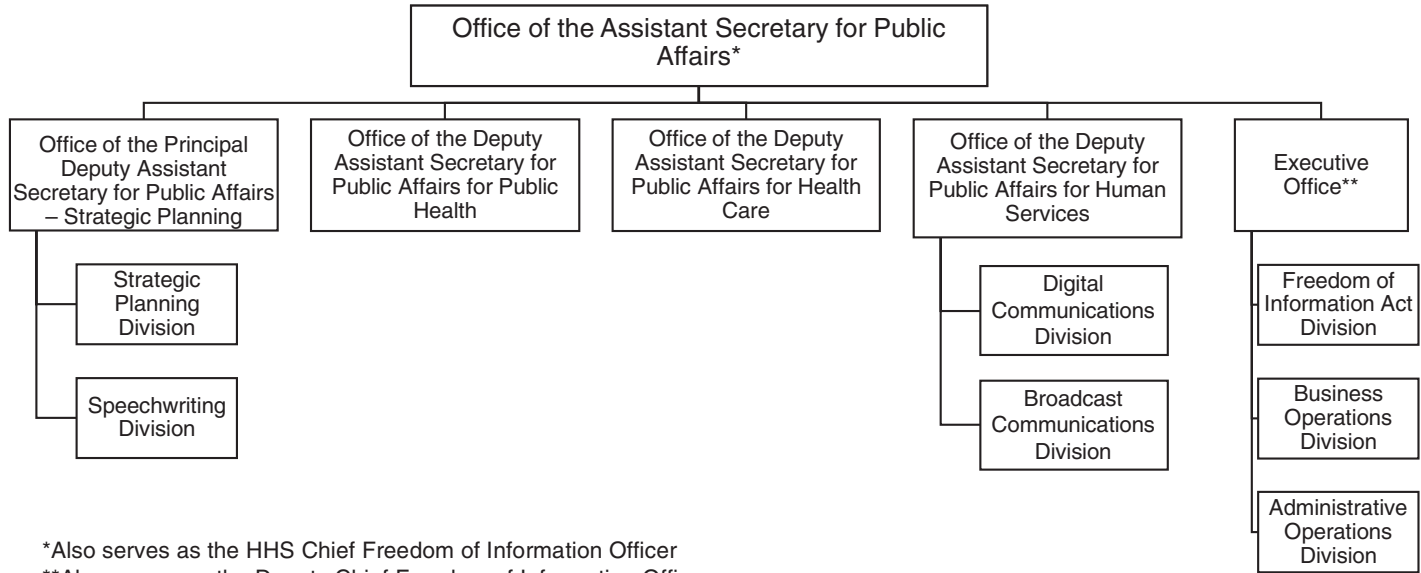 Office of the Assistant Secretary for Public
Affairs*
Office of the Principal
Deputy Assistant
Secretary for Public Affairs
– Strategic Planning
Strategic
Planning
Division
Speechwriting
Division
Office of the Deputy
Assistant Secretary for
Public Affairs for Public
Health
Office of the Deputy
Assistant Secretary for
Public Affairs for Health
Care
Office of the Deputy
Assistant Secretary for
Public Affairs for Human
Services
Digital
Communications
Division
Broadcast
Communications
Division
Executive
Office**
Freedom of
Information Act
Division
Business
Operations
Division
Administrative
Operations
Division
*Also serves as the HHS Chief Freedom of Information Officer
**Also serves as the Deputy Chief Freedom of Information Officer